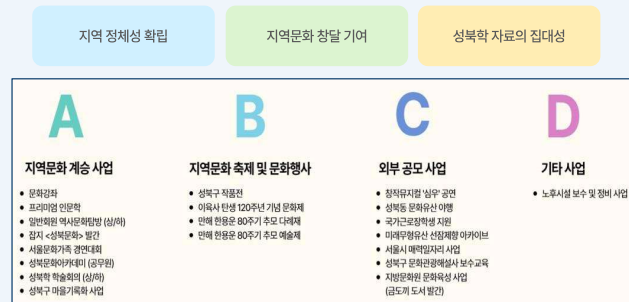 지역 정체성 확립
지역문화 창달 기여
성북학 자료의 집대성
A
지역문화 계승 사업
• 문화강좌
• 프리미엄 인문학
• 일반회원 역사문화탐방 (상/하)
• 잡지 <성북문화> 발간
• 서울문화가족 경연대회
• 성북문화아카데미 (공무원)
• 성북학 학술회의 (상/하)
• 성북구 마을기록화 사업
B
지역문화 축제 및 문화행사
• 성북구 작품전
• 이육사 탄생 120주년 기념 문화제
• 만해 한용운 80주기 추모 다례재
• 만해 한용운 80주기 추모 예술제
C
외부 공모 사업
• 창작뮤지컬 '심우' 공연
• 성북동 문화유산 야행
• 국가근로장학생 지원
• 미래무형유산 선잠제향 아카이브
• 서울시 매력일자리 사업
• 성북구 문화관광해설사 보수교육
• 지방문화원 문화육성 사업
(금도끼 도서 발간)
D
기타 사업
• 노후시설 보수 및 정비 사업